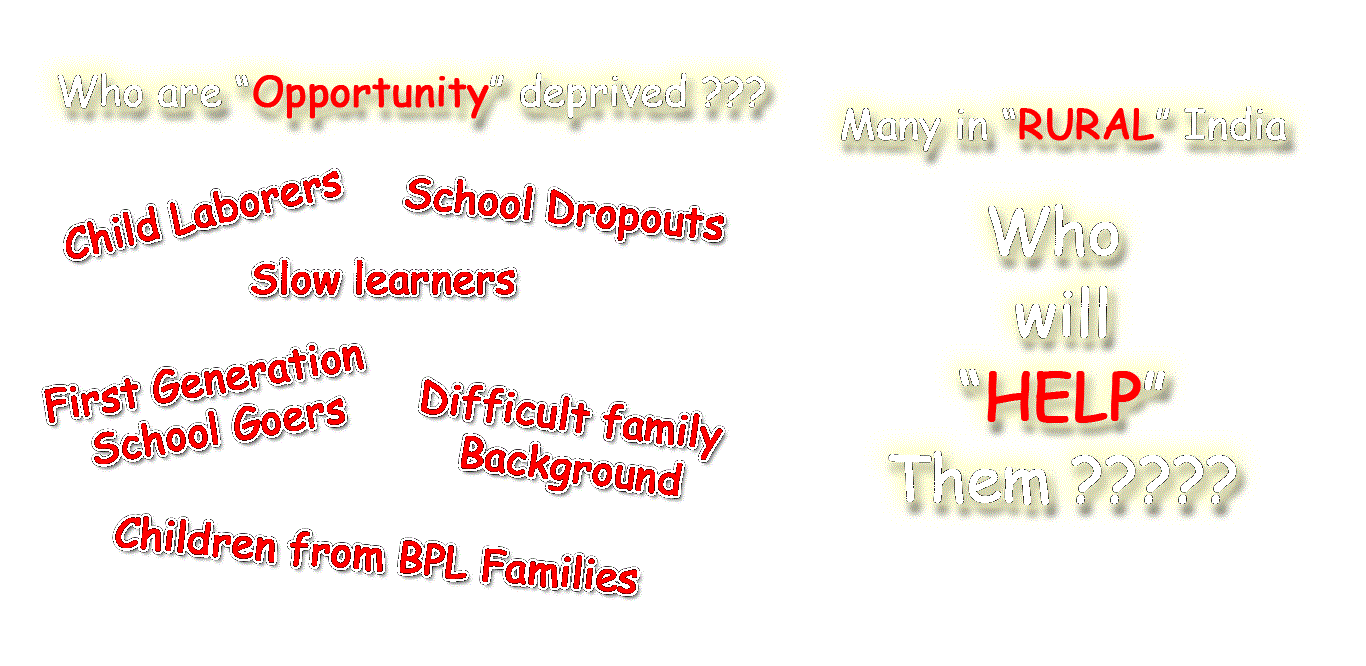 Who are “Opportunity” deprived ???
Child Laborers
School Dropouts
Slow learners
First Generation
School Goers
Difficult family
Background
Children from BPL Families
Many in “RURAL” India
Who
will
“HELP”
Them ?????